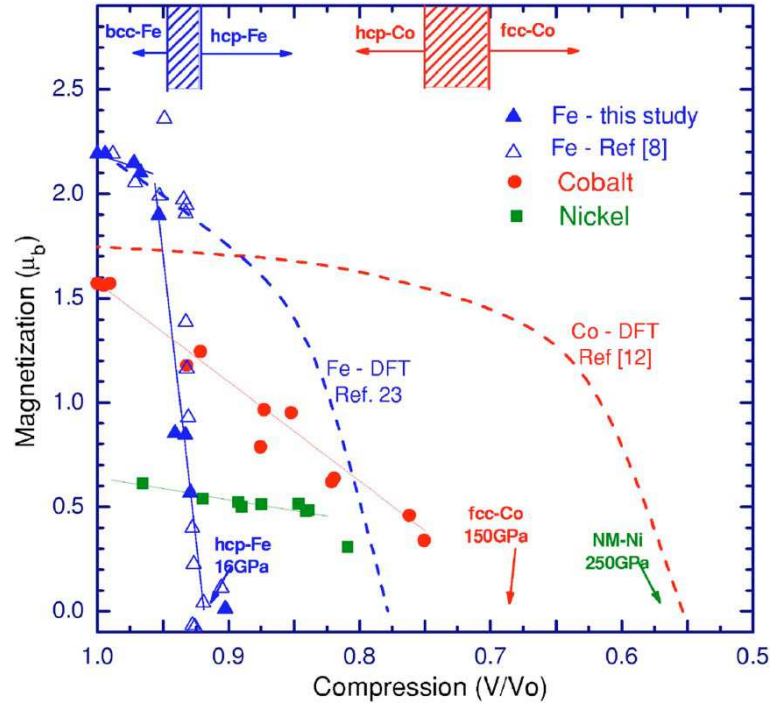 bcc-Fe
hcp-Fe
hcp-Co
fcc-Co
2.5
2.0
1.5
1.0
0.5
0.0
Magnetization (μb)
Fe - this study
Fe - Ref [8]
Cobalt
Nickel
Fe - DFT
Ref. 23
Co - DFT
Ref [12]
hcp-Fe
16GPa
fcc-Co
150GPa
NM-Ni
250GPa
1.0
0.9
0.8
0.7
0.6
0.5
Compression (V/Vo)